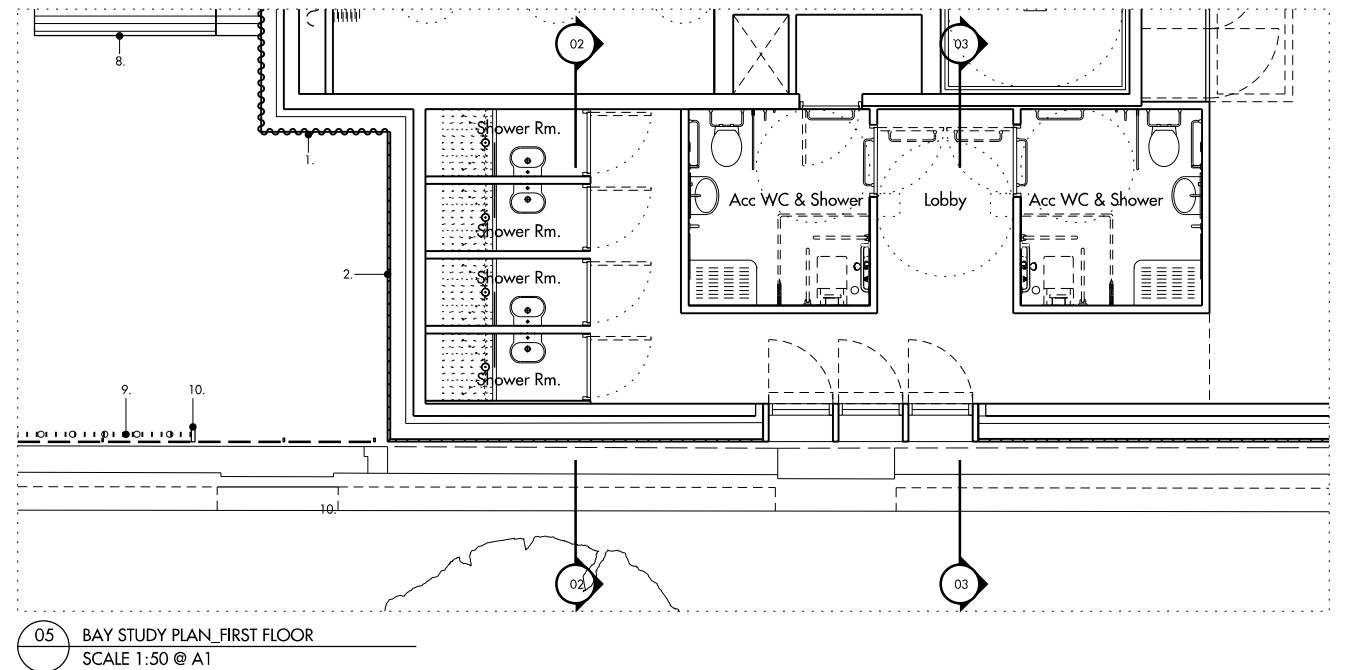 02
03
8.
1.
Shower Rm.
Acc WC & Shower
Lobby
Acc WC & Shower
Shower Rm.
2.
Shower Rm.
Shower Rm.
9.
10.
10.
02
03
05
BAY STUDY PLAN_FIRST FLOOR
SCALE 1:50 @ A1